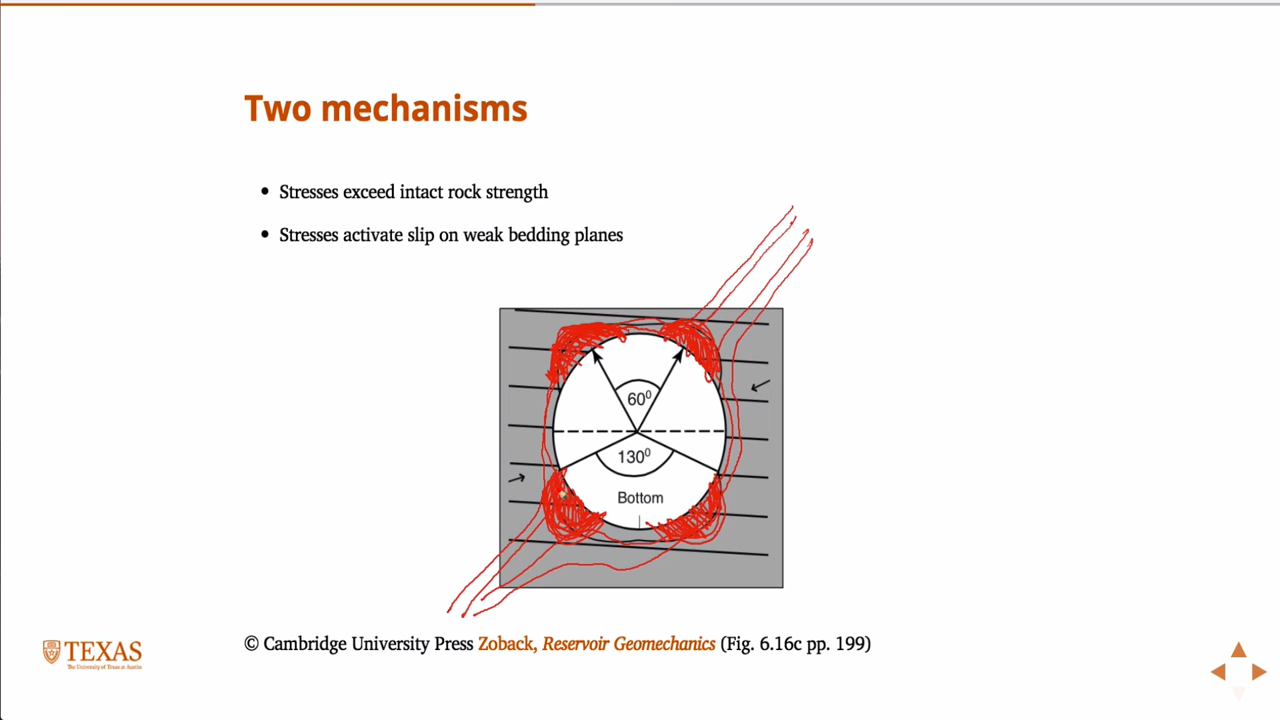 Two mechanisms
• Stresses exceed intact rock strength
• Stresses activate slip on weak bedding planes
60⁰
130⁰
Bottom
© Cambridge University Press Zoback, Reservoir Geomechanics (Fig. 6.16c pp. 199)
TEXAS
The University of Texas at Austin